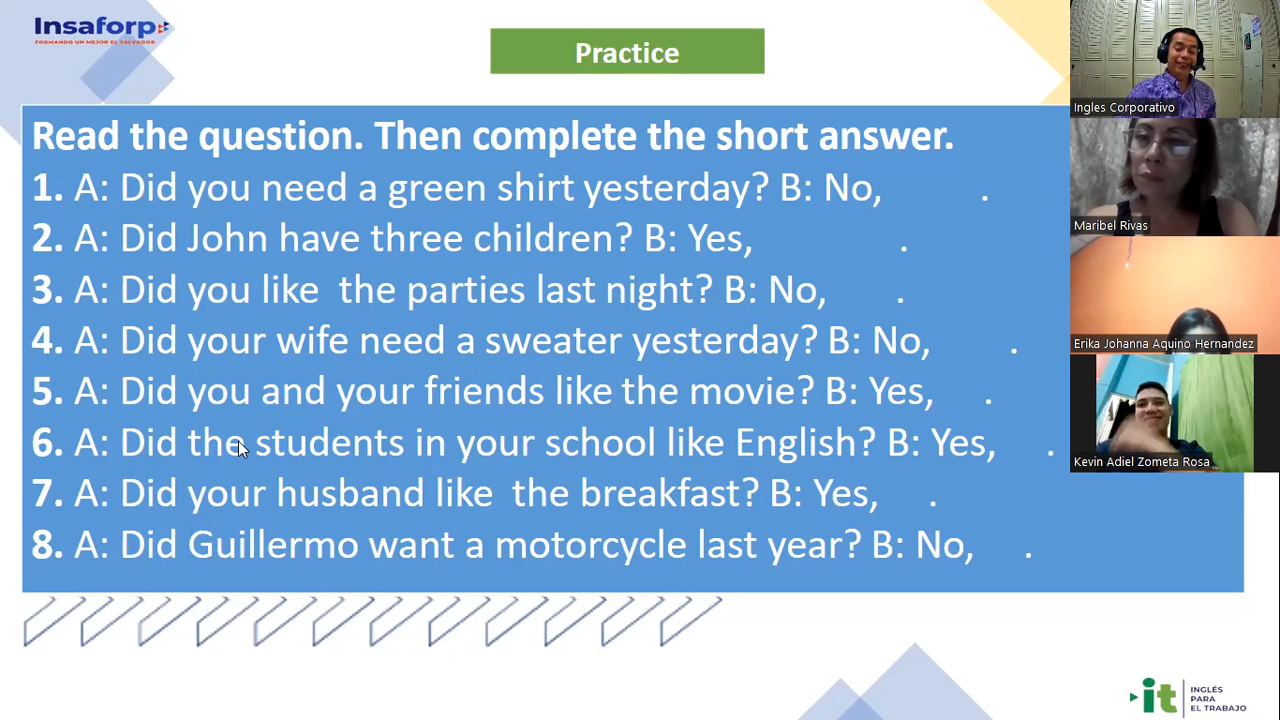 Insaforp
FORMANDO UN MEJOR EL SALVADOR
Practice
Read the question. Then complete the short answer.
1. A: Did you need a green shirt yesterday? B: No,          .
2. A: Did John have three children? B: Yes,               .
3. A: Did you like  the parties last night? B: No,       .
4. A: Did your wife need a sweater yesterday? B: No,        .
5. A: Did you and your friends like the movie? B: Yes,     .
6. A: Did the students in your school like English? B: Yes,     .
7. A: Did your husband like  the breakfast? B: Yes,     .
8. A: Did Guillermo want a motorcycle last year? B: No,     .
Ingles Corporativo
Maribel Rivas
Erika Johanna Aquino Hernandez
Kevin Adiel Zometa Rosa
it
INGLÉS
PARA
EL TRABAJO